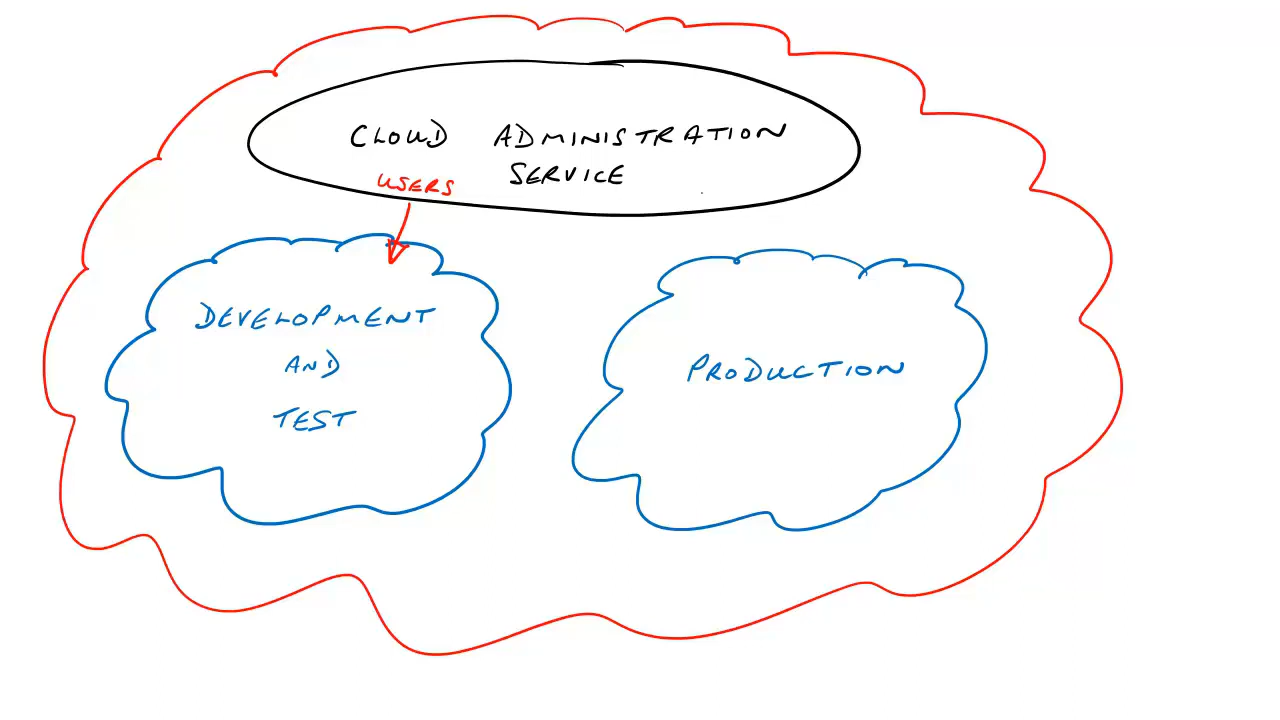 CLOUD ADMINISTRATION
SERVICE
USERS
DEVELOPMENT
AND
TEST
PRODUCTION